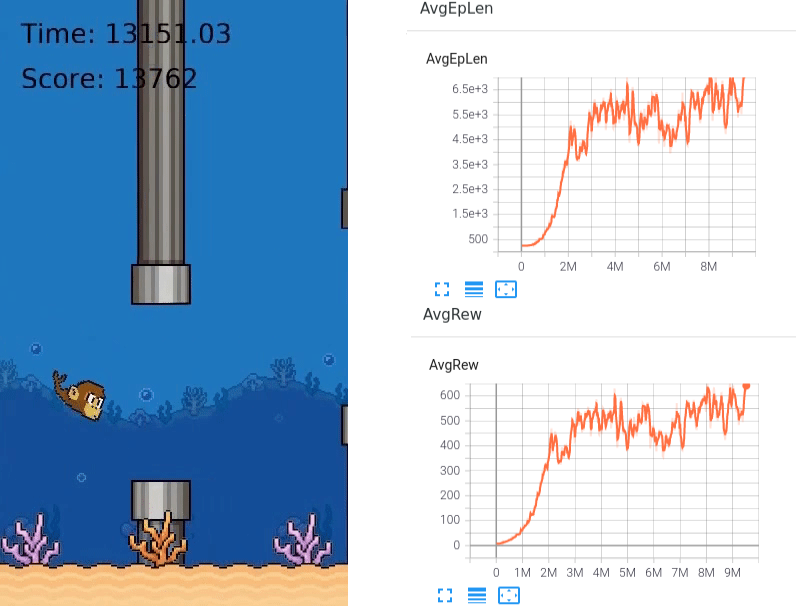 Time: 13151.03
Score: 13762
AvgEpLen
AvgEpLen
6.5e+3
5.5e+3
4.5e+3
3.5e+3
2.5e+3
1.5e+3
500
0 2M 4M 6M 8M
AvgRew
AvgRew
600
500
400
300
200
100
0
0 1M 2M 3M 4M 5M 6M 7M 8M 9M